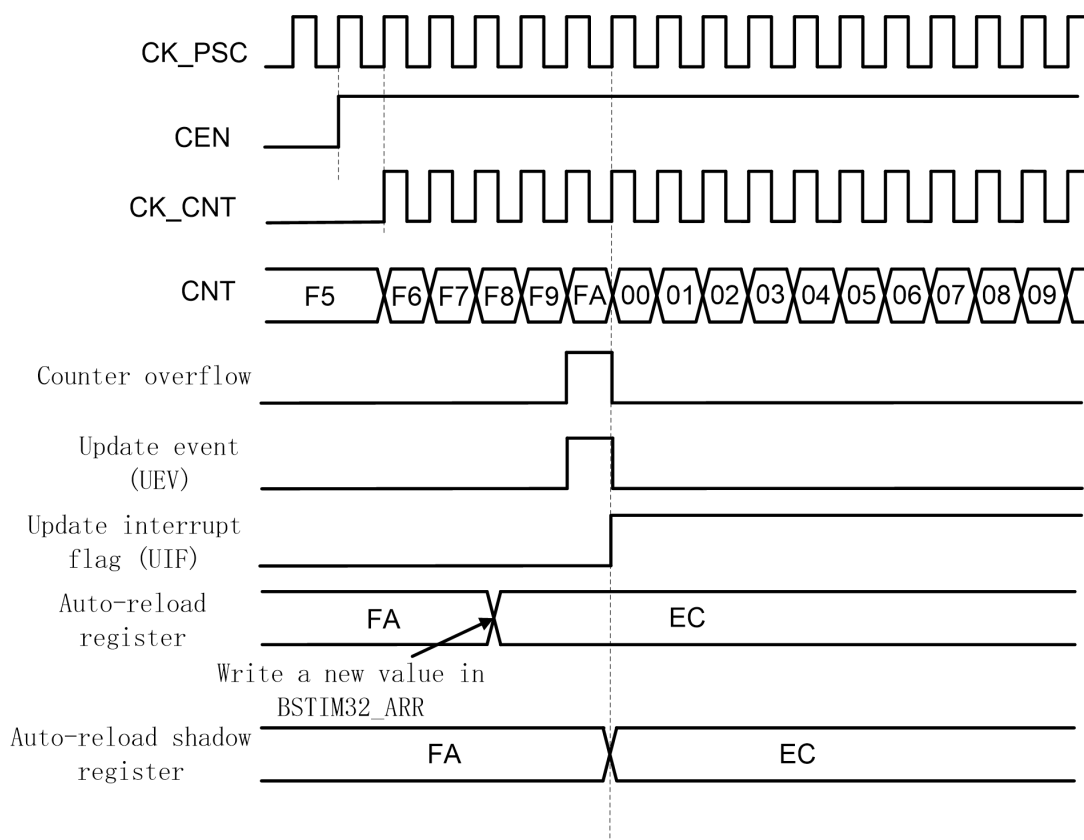 CK_PSC
CEN
CK_CNT
CNT
F5 F6 F7 F8 F9 FA 00 01 02 03 04 05 06 07 08 09
Counter overflow
Update event
(UEV)
Update interrupt
flag (UIF)
Auto-reload
register
FA EC
Write a new value in
BSTIM32_ARR
Auto-reload shadow
register
FA EC